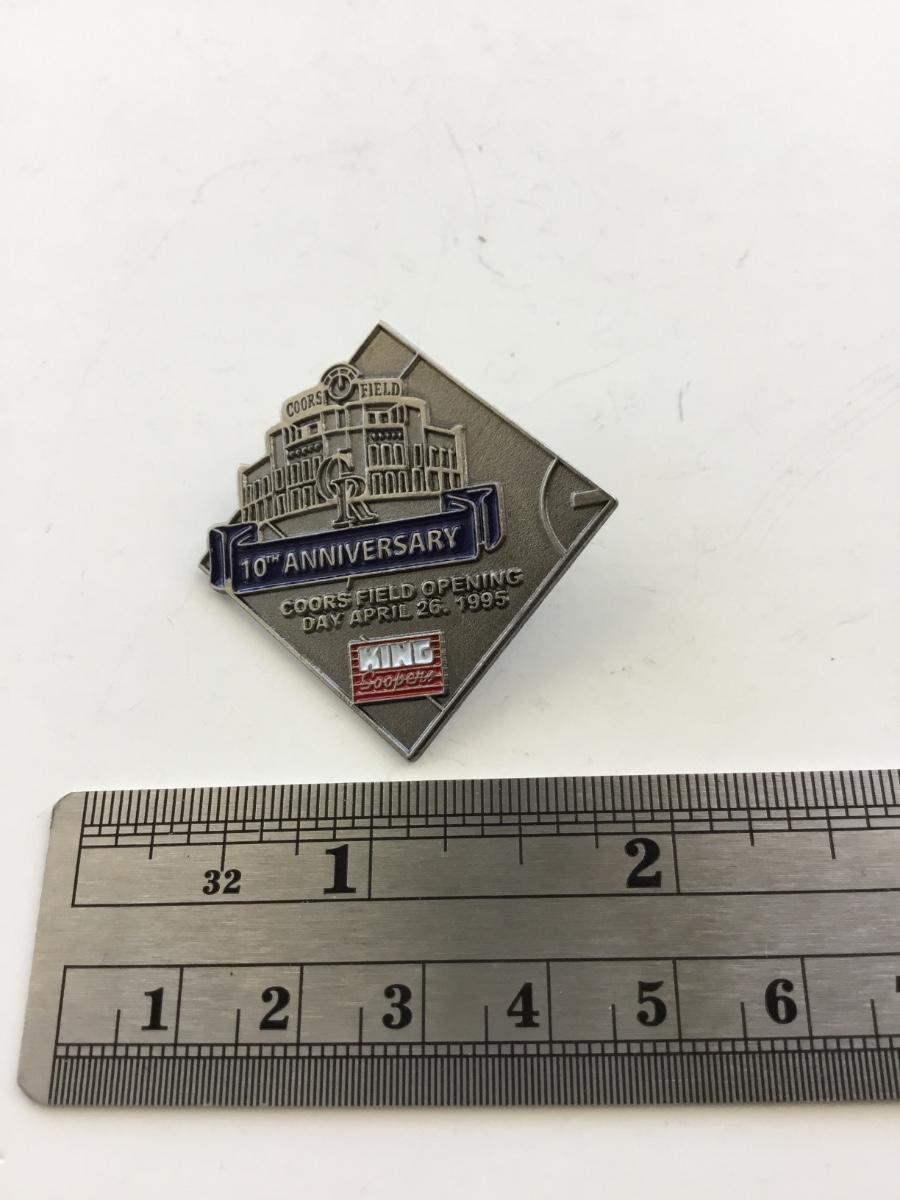 COORS FIELD
CR
10TH ANNIVERSARY
COORS FIELD OPENING
DAY APRIL 26, 1995
KING
Soopers
32 1 2
1 2 3 4 5 6